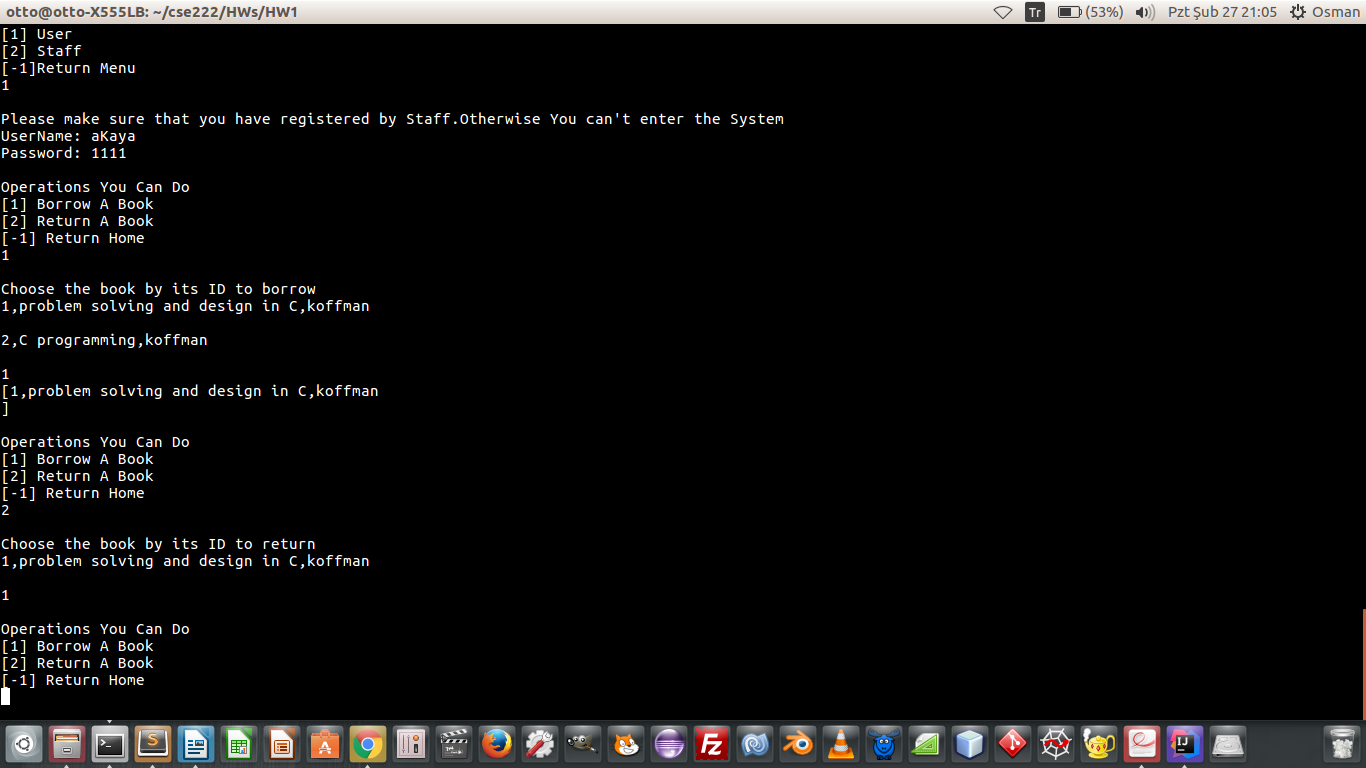 otto@otto-X555LB: ~/cse222/HWs/HW1 Tr (53%) Pzt Şub 27 21:05 Osman
[1] User
[2] Staff
[-1]Return Menu
1
Please make sure that you have registered by Staff.Otherwise You can't enter the System
UserName: aKaya
Password: 1111
Operations You Can Do
[1] Borrow A Book
[2] Return A Book
[-1] Return Home
1
Choose the book by its ID to borrow
1,problem solving and design in C,koffman
2,C programming,koffman
1
[1,problem solving and design in C,koffman
]
Operations You Can Do
[1] Borrow A Book
[2] Return A Book
[-1] Return Home
2
Choose the book by its ID to return
1,problem solving and design in C,koffman
1
Operations You Can Do
[1] Borrow A Book
[2] Return A Book
[-1] Return Home